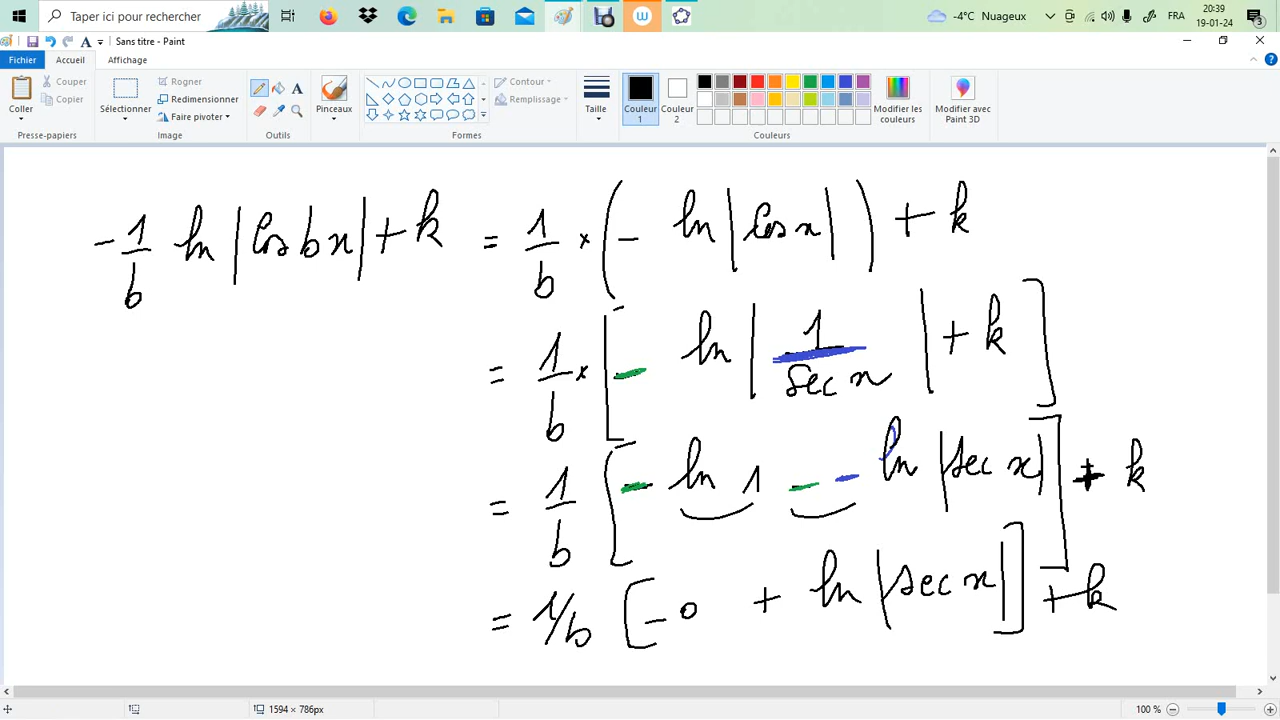 Taper ici pour rechercher
W
-4°C Nuageux
FRA
20:39
19-01-24
3
Sans titre - Paint
Fichier Accueil Affichage
Coller
Couper
Copier
Presse-papiers
Sélectionner
Rogner
Redimensionner
Faire pivoter
Image
A
Outils
Pinceaux
Contour
Remplissage
Formes
Taille
Couleur 1
Couleur 2
Modifier les couleurs
Couleurs
Modifier avec Paint 3D
-1/b ln |cos bx| + k = 1/b × (- ln |cos x|) + k
= 1/b × [- ln |1/sec x| + k]
= 1/b [- ln 1 - - ln |sec x|] + k
= 1/b [-0 + ln |sec x|] + k
1594 × 786px
100 %